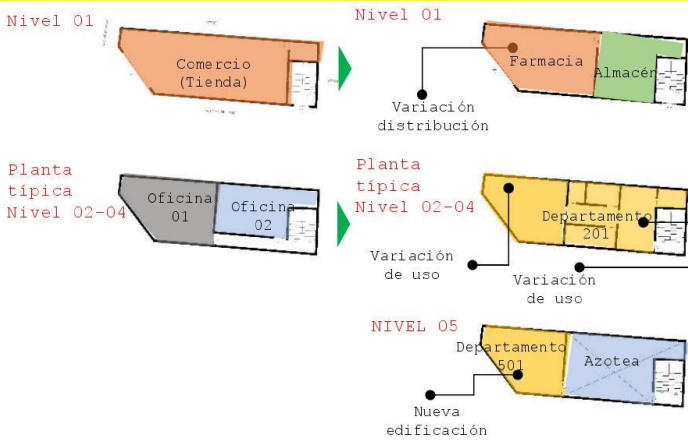 Nivel 01
Comercio
(Tienda)
Nivel 01
Farmacia
Almacén
Variación
distribución
Planta
típica
Nivel 02-04
Oficina
01
Oficina
02
Planta
típica
Nivel 02-04
Departamento
201
Variación
de uso
Variación
de uso
NIVEL 05
Departamento
501
Azotea
Nueva
edificación